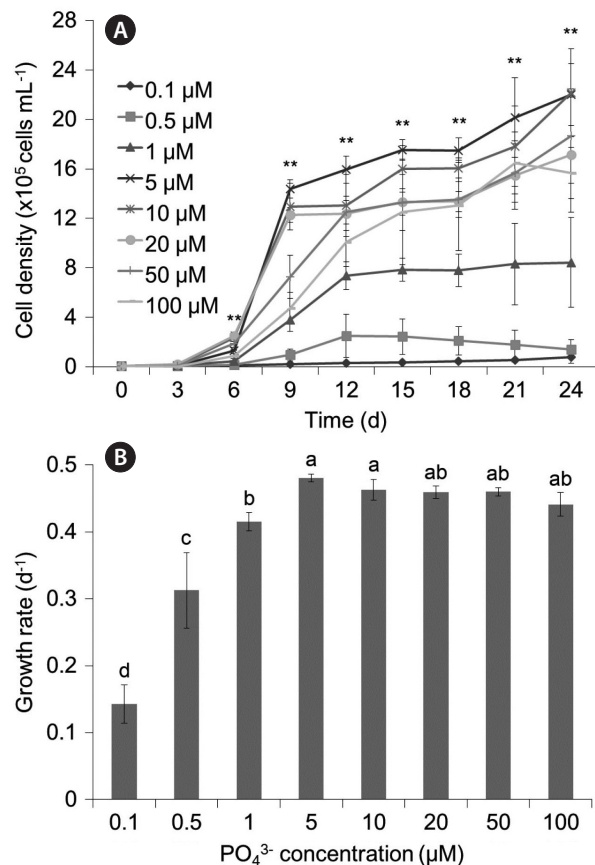 A
28
24
20
16
12
8
4
0
Cell density (x10⁵ cells mL⁻¹)
0.1 µM
0.5 µM
1 µM
5 µM
10 µM
20 µM
50 µM
100 µM
** ** ** ** ** ** **
0 3 6 9 12 15 18 21 24
Time (d)
B
0.5
0.4
0.3
0.2
0.1
0
Growth rate (d⁻¹)
d c b a a ab ab ab
0.1 0.5 1 5 10 20 50 100
PO₄³⁻ concentration (µM)